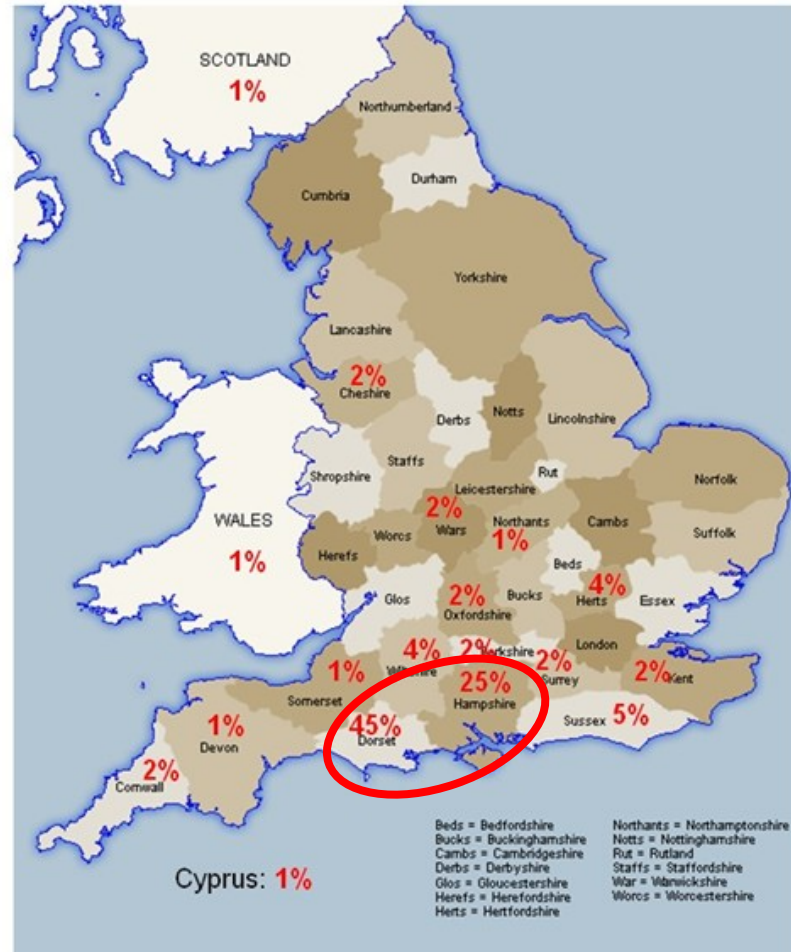 SCOTLAND
1%
Northumberland
Durham
Cumbria
Yorkshire
Lancashire
2%
Cheshire
Derbs
Notts
Lincolnshire
Shropshire
Staffs
Rut
Leicestershire
Norfolk
WALES
1%
Herefs
Worcs
2%
Wars
Northants
1%
Cambs
Suffolk
Beds
Glos
2%
Oxfordshire
Bucks
4%
Herts
Essex
London
4%
Wiltshire
2%
Berkshire
2%
Surrey
2%
Kent
1%
Somerset
25%
Hampshire
Sussex 5%
45%
Dorset
1%
Devon
2%
Cornwall
Cyprus: 1%
Beds = Bedfordshire
Bucks = Buckinghamshire
Cambs = Cambridgeshire
Derbs = Derbyshire
Glos = Gloucestershire
Herefs = Herefordshire
Herts = Hertfordshire
Northants = Northamptonshire
Notts = Nottinghamshire
Rut = Rutland
Staffs = Staffordshire
War = Warwickshire
Worcs = Worcestershire